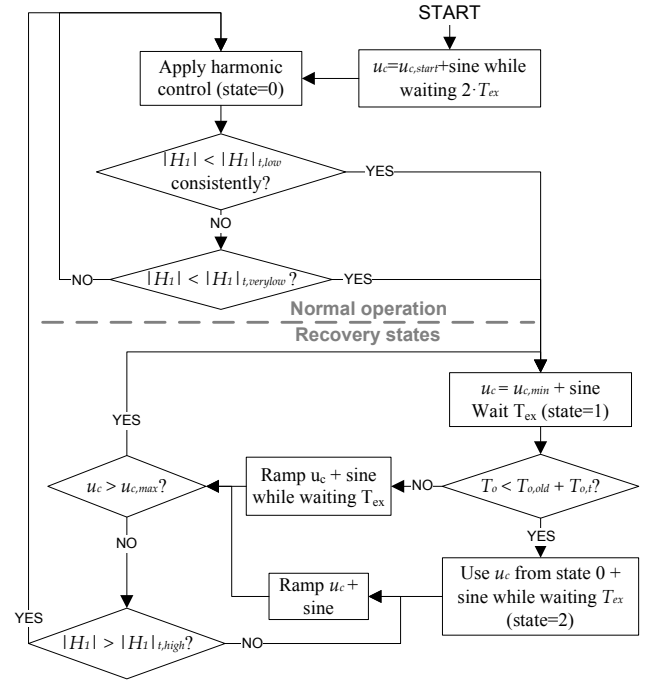 START
u_c=u_c,start+sine while
waiting 2·T_ex
Apply harmonic
control (state=0)
|H_1| < |H_1|_t,low
consistently?
YES
NO
|H_1| < |H_1|_t,verylow?
NO
YES
Normal operation
Recovery states
u_c = u_c,min + sine
Wait T_ex (state=1)
YES
T_o < T_o,old + T_o,t?
NO
Ramp u_c + sine
while waiting T_ex
u_c > u_c,max?
YES
NO
Use u_c from state 0 +
sine while waiting T_ex
(state=2)
Ramp u_c +
sine
YES
|H_1| > |H_1|_t,high?
NO